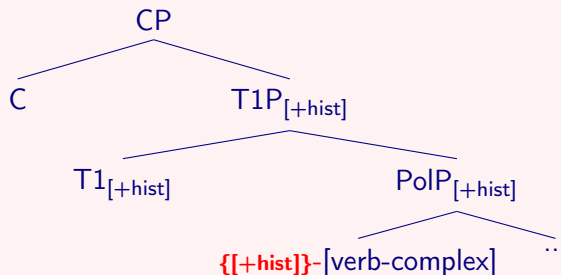 CP
C T1P[+hist]
T1[+hist] PolP[+hist]
{[+hist]}-[verb-complex] ..